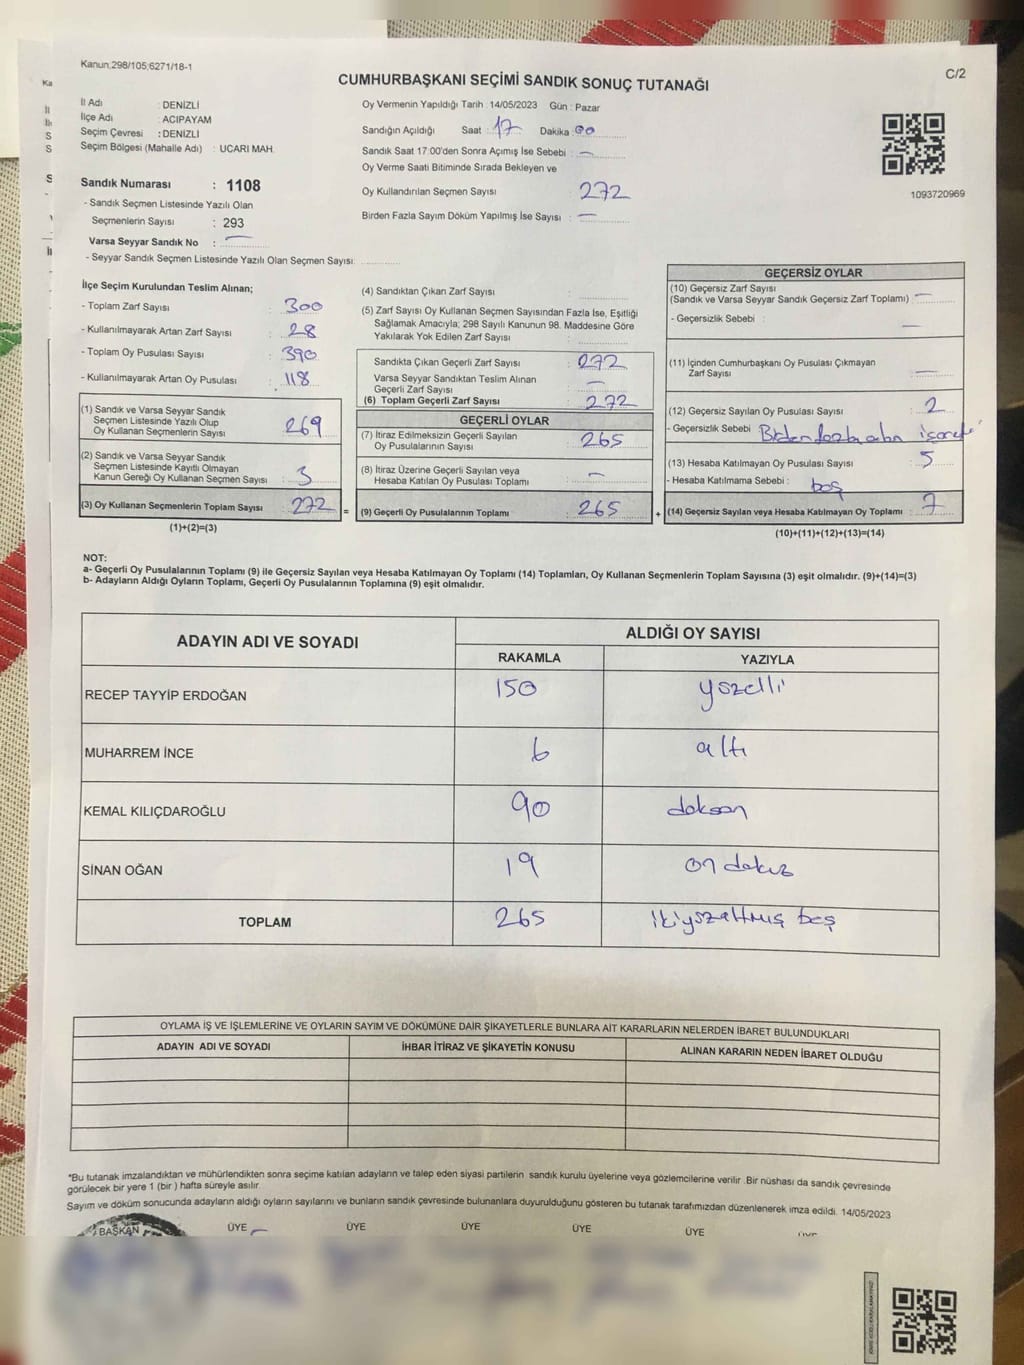 Kanun;298/105;6271/18-1
C/2
CUMHURBAŞKANI SEÇİMİ SANDIK SONUÇ TUTANAĞI
İl Adı : DENİZLİ
İlçe Adı : ACIPAYAM
Seçim Çevresi : DENİZLİ
Seçim Bölgesi (Mahalle Adı) : UCARI MAH.
Sandık Numarası : 1108
- Sandık Seçmen Listesinde Yazılı Olan
Seçmenlerin Sayısı : 293
Varsa Seyyar Sandık No : —
- Seyyar Sandık Seçmen Listesinde Yazılı Olan Seçmen Sayısı:
Oy Vermenin Yapıldığı Tarih : 14/05/2023 Gün : Pazar
Sandığın Açıldığı Saat : 17 Dakika : 00
Sandık Saat 17:00'den Sonra Açımış İse Sebebi : —
Oy Verme Saati Bitiminde Sırada Bekleyen ve
Oy Kullandırılan Seçmen Sayısı 272
Birden Fazla Sayım Döküm Yapılmış İse Sayısı : —
1093720969
İlçe Seçim Kurulundan Teslim Alınan;
- Toplam Zarf Sayısı : 300
- Kullanılmayarak Artan Zarf Sayısı : 28
- Toplam Oy Pusulası Sayısı : 390
- Kullanılmayarak Artan Oy Pusulası : 118
(1) Sandık ve Varsa Seyyar Sandık
Seçmen Listesinde Yazılı Olup
Oy Kullanan Seçmenlerin Sayısı : 269
(2) Sandık ve Varsa Seyyar Sandık
Seçmen Listesinde Kayıtlı Olmayan
Kanun Gereği Oy Kullanan Seçmen Sayısı : 3
(3) Oy Kullanan Seçmenlerin Toplam Sayısı : 272 =
(1)+(2)=(3)
(4) Sandıktan Çıkan Zarf Sayısı :
(5) Zarf Sayısı Oy Kullanan Seçmen Sayısından Fazla İse, Eşitliği
Sağlamak Amacıyla; 298 Sayılı Kanunun 98. Maddesine Göre
Yakılarak Yok Edilen Zarf Sayısı :
Sandıkta Çıkan Geçerli Zarf Sayısı : 272
Varsa Seyyar Sandıktan Teslim Alınan
Geçerli Zarf Sayısı : —
(6) Toplam Geçerli Zarf Sayısı : 272
GEÇERLİ OYLAR
(7) İtiraz Edilmeksizin Geçerli Sayılan
Oy Pusulalarının Sayısı : 265
(8) İtiraz Üzerine Geçerli Sayılan veya
Hesaba Katılan Oy Pusulası Toplamı : —
(9) Geçerli Oy Pusulalarının Toplamı : 265 +
GEÇERSİZ OYLAR
(10) Geçersiz Zarf Sayısı
(Sandık ve Varsa Seyyar Sandık Geçersiz Zarf Toplamı) : —
- Geçersizlik Sebebi : —
(11) İçinden Cumhurbaşkanı Oy Pusulası Çıkmayan
Zarf Sayısı : —
(12) Geçersiz Sayılan Oy Pusulası Sayısı : 2
- Geçersizlik Sebebi : Birden fazla alan işareti
(13) Hesaba Katılmayan Oy Pusulası Sayısı : 5
- Hesaba Katılmama Sebebi : boş
(14) Geçersiz Sayılan veya Hesaba Katılmayan Oy Toplamı : 7
(10)+(11)+(12)+(13)=(14)
NOT:
a- Geçerli Oy Pusulalarının Toplamı (9) ile Geçersiz Sayılan veya Hesaba Katılmayan Oy Toplamı (14) Toplamları, Oy Kullanan Seçmenlerin Toplam Sayısına (3) eşit olmalıdır. (9)+(14)=(3)
b- Adayların Aldığı Oyların Toplamı, Geçerli Oy Pusulalarının Toplamına (9) eşit olmalıdır.
ADAYIN ADI VE SOYADI ALDIĞI OY SAYISI
RAKAMLA YAZIYLA
RECEP TAYYİP ERDOĞAN 150 yüzelli
MUHARREM İNCE 6 altı
KEMAL KILIÇDAROĞLU 90 doksan
SİNAN OĞAN 19 on dokuz
TOPLAM 265 ikiyüzaltmış beş
OYLAMA İŞ VE İŞLEMLERİNE VE OYLARIN SAYIM VE DÖKÜMÜNE DAİR ŞİKAYETLERLE BUNLARA AİT KARARLARIN NELERDEN İBARET BULUNDUKLARI
ADAYIN ADI VE SOYADI İHBAR İTİRAZ VE ŞİKAYETİN KONUSU ALINAN KARARIN NEDEN İBARET OLDUĞU
*Bu tutanak imzalandıktan ve mühürlendikten sonra seçime katılan adayların ve talep eden siyasi partilerin sandık kurulu üyelerine veya gözlemcilerine verilir .Bir nüshası da sandık çevresinde
görülecek bir yere 1 (bir ) hafta süreyle asılır.
Sayım ve döküm sonucunda adayların aldığı oyların sayılarını ve bunların sandık çevresinde bulunanlara duyurulduğunu gösteren bu tutanak tarafımızdan düzenlenerek imza edildi. 14/05/2023
BAŞKAN ÜYE ÜYE ÜYE ÜYE ÜYE